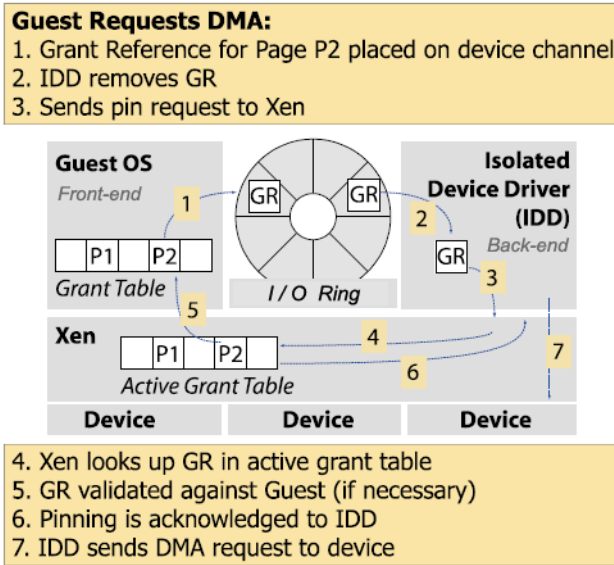 Guest Requests DMA:
1. Grant Reference for Page P2 placed on device channel
2. IDD removes GR
3. Sends pin request to Xen
Guest OS
Front-end
1
P1
P2
Grant Table
5
GR
GR
I / O Ring
Isolated
Device Driver
(IDD)
Back-end
2
GR
3
Xen
P1
P2
Active Grant Table
4
6
7
Device
Device
Device
4. Xen looks up GR in active grant table
5. GR validated against Guest (if necessary)
6. Pinning is acknowledged to IDD
7. IDD sends DMA request to device